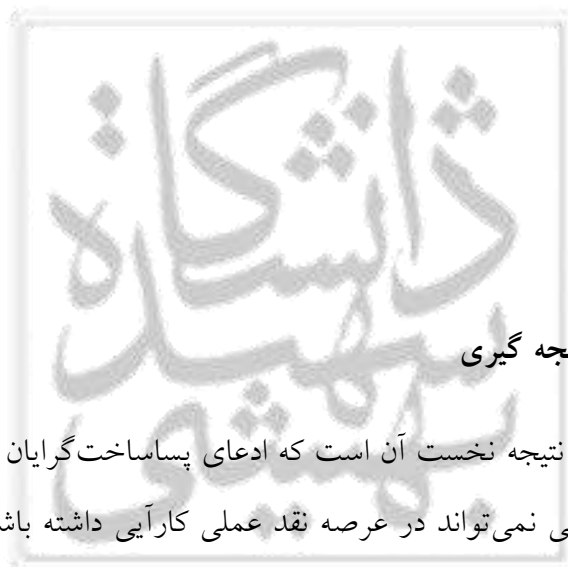 دانشگاه
شهید
بهشتی
جه گیری
نتیجه نخست آن است که ادعای پساساخت‌گرایان
ی نمی‌تواند در عرصه نقد عملی کارآیی داشته باش